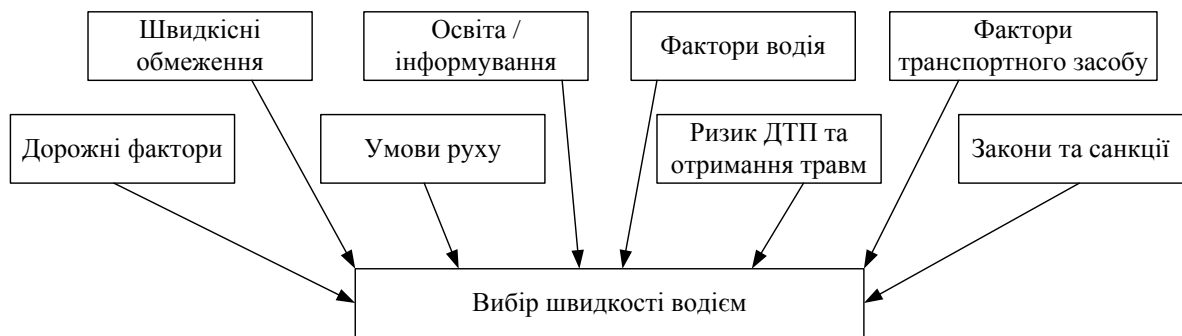 Швидкісні
обмеження
Освіта /
інформування
Фактори водія
Фактори
транспортного засобу
Дорожні фактори
Умови руху
Ризик ДТП та
отримання травм
Закони та санкції
Вибір швидкості водієм